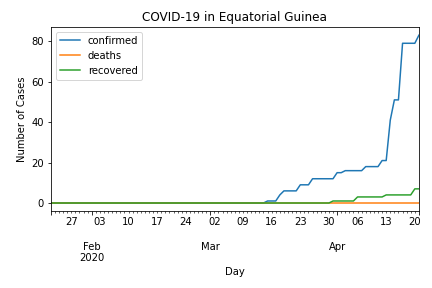 COVID-19 in Equatorial Guinea
confirmed
deaths
recovered
Number of Cases
80
60
40
20
0
27 03 10 17 24 02 09 16 23 30 06 13 20
Feb Mar Apr
2020
Day